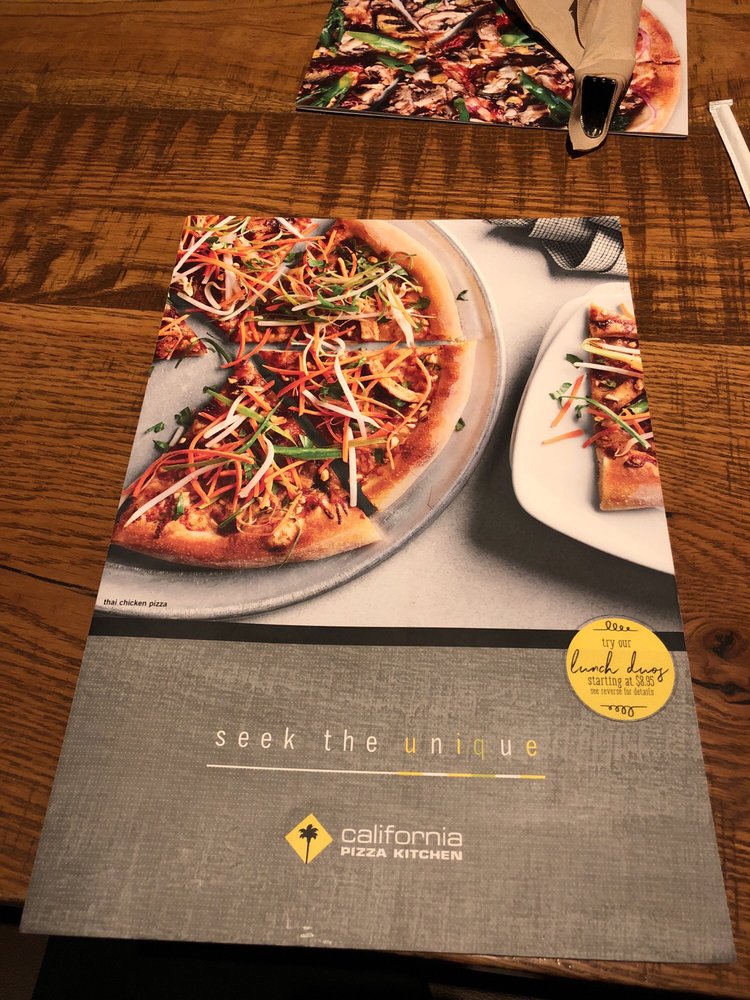 thai chicken pizza
try our
lunch duos
starting at $8.95
see reverse for details
seek the unique
california
PIZZA KITCHEN